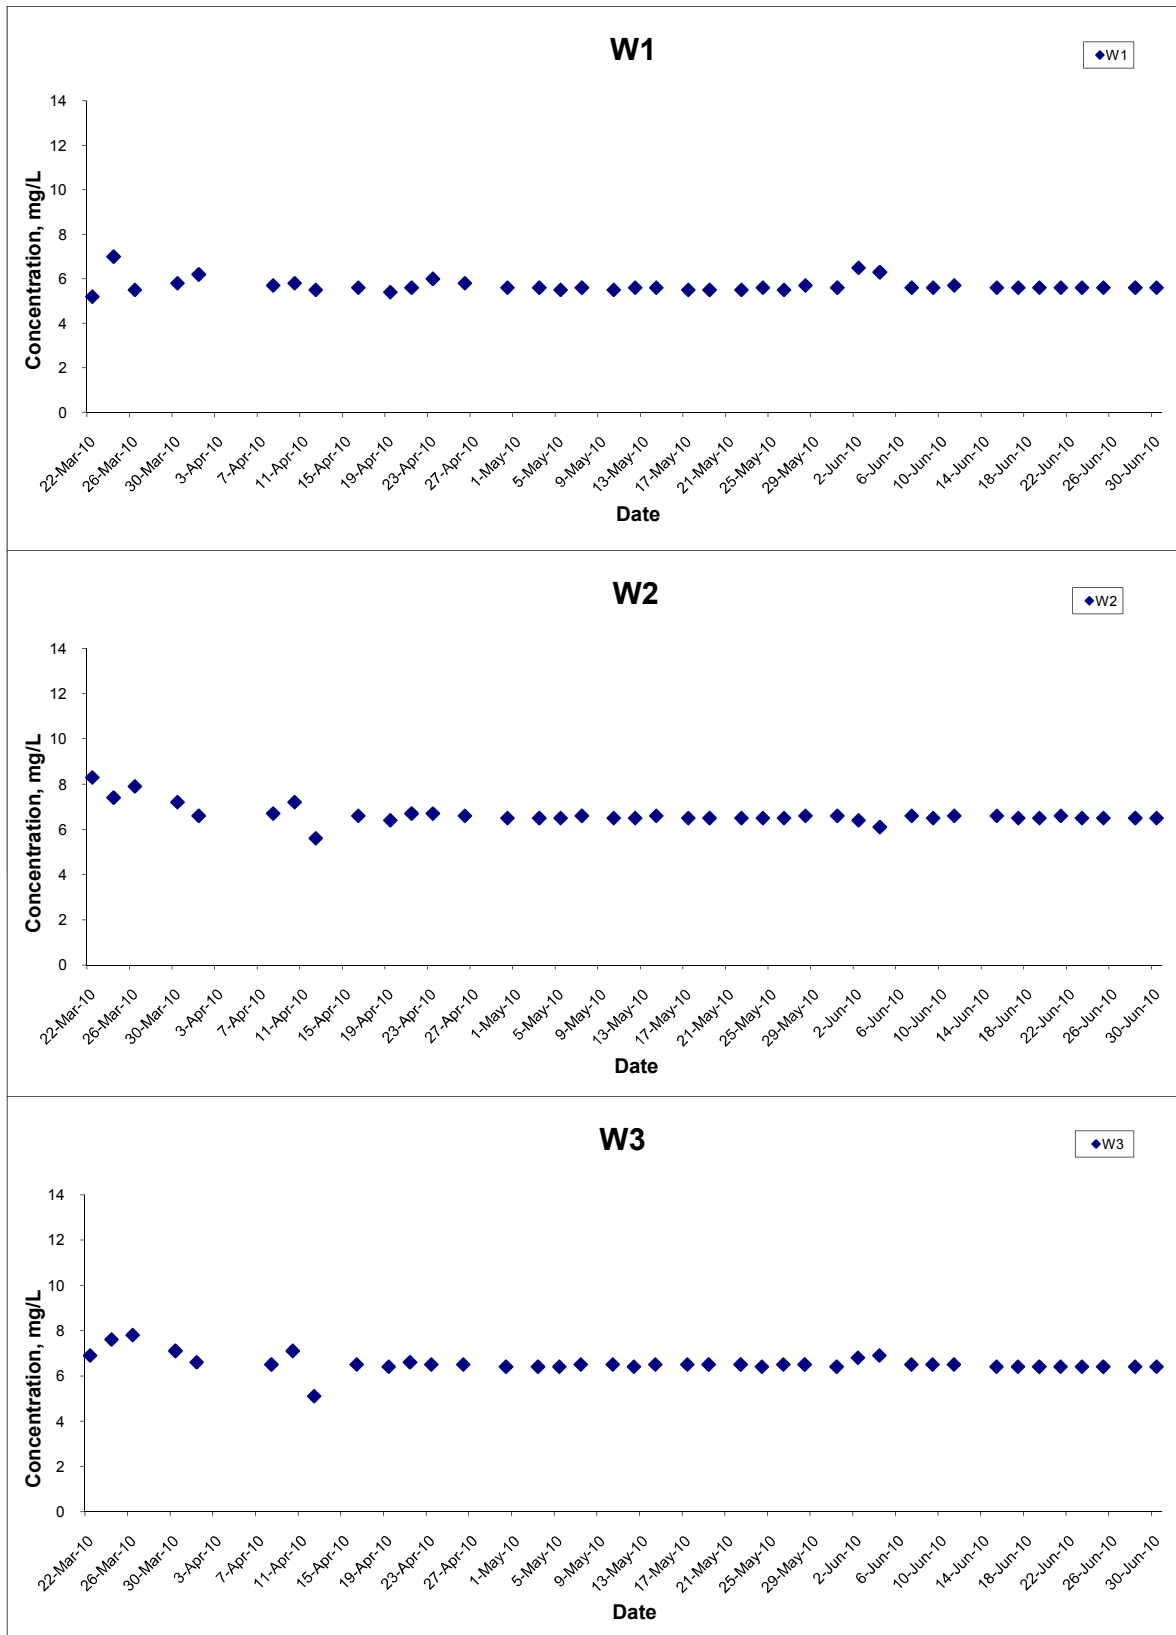 W1
W1
14
12
10
8
6
4
2
0
Concentration, mg/L
22-Mar-10 26-Mar-10 30-Mar-10 3-Apr-10 7-Apr-10 11-Apr-10 15-Apr-10 19-Apr-10 23-Apr-10 27-Apr-10 1-May-10 5-May-10 9-May-10 13-May-10 17-May-10 21-May-10 25-May-10 29-May-10 2-Jun-10 6-Jun-10 10-Jun-10 14-Jun-10 18-Jun-10 22-Jun-10 26-Jun-10 30-Jun-10
Date
W2
W2
14
12
10
8
6
4
2
0
Concentration, mg/L
22-Mar-10 26-Mar-10 30-Mar-10 3-Apr-10 7-Apr-10 11-Apr-10 15-Apr-10 19-Apr-10 23-Apr-10 27-Apr-10 1-May-10 5-May-10 9-May-10 13-May-10 17-May-10 21-May-10 25-May-10 29-May-10 2-Jun-10 6-Jun-10 10-Jun-10 14-Jun-10 18-Jun-10 22-Jun-10 26-Jun-10 30-Jun-10
Date
W3
W3
14
12
10
8
6
4
2
0
Concentration, mg/L
22-Mar-10 26-Mar-10 30-Mar-10 3-Apr-10 7-Apr-10 11-Apr-10 15-Apr-10 19-Apr-10 23-Apr-10 27-Apr-10 1-May-10 5-May-10 9-May-10 13-May-10 17-May-10 21-May-10 25-May-10 29-May-10 2-Jun-10 6-Jun-10 10-Jun-10 14-Jun-10 18-Jun-10 22-Jun-10 26-Jun-10 30-Jun-10
Date